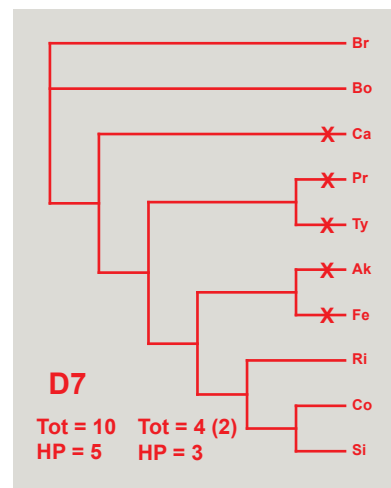 Br
Bo
X Ca
X Pr
X Ty
X Ak
X Fe
Ri
Co
Si
D7
Tot = 10 Tot = 4 (2)
HP = 5 HP = 3